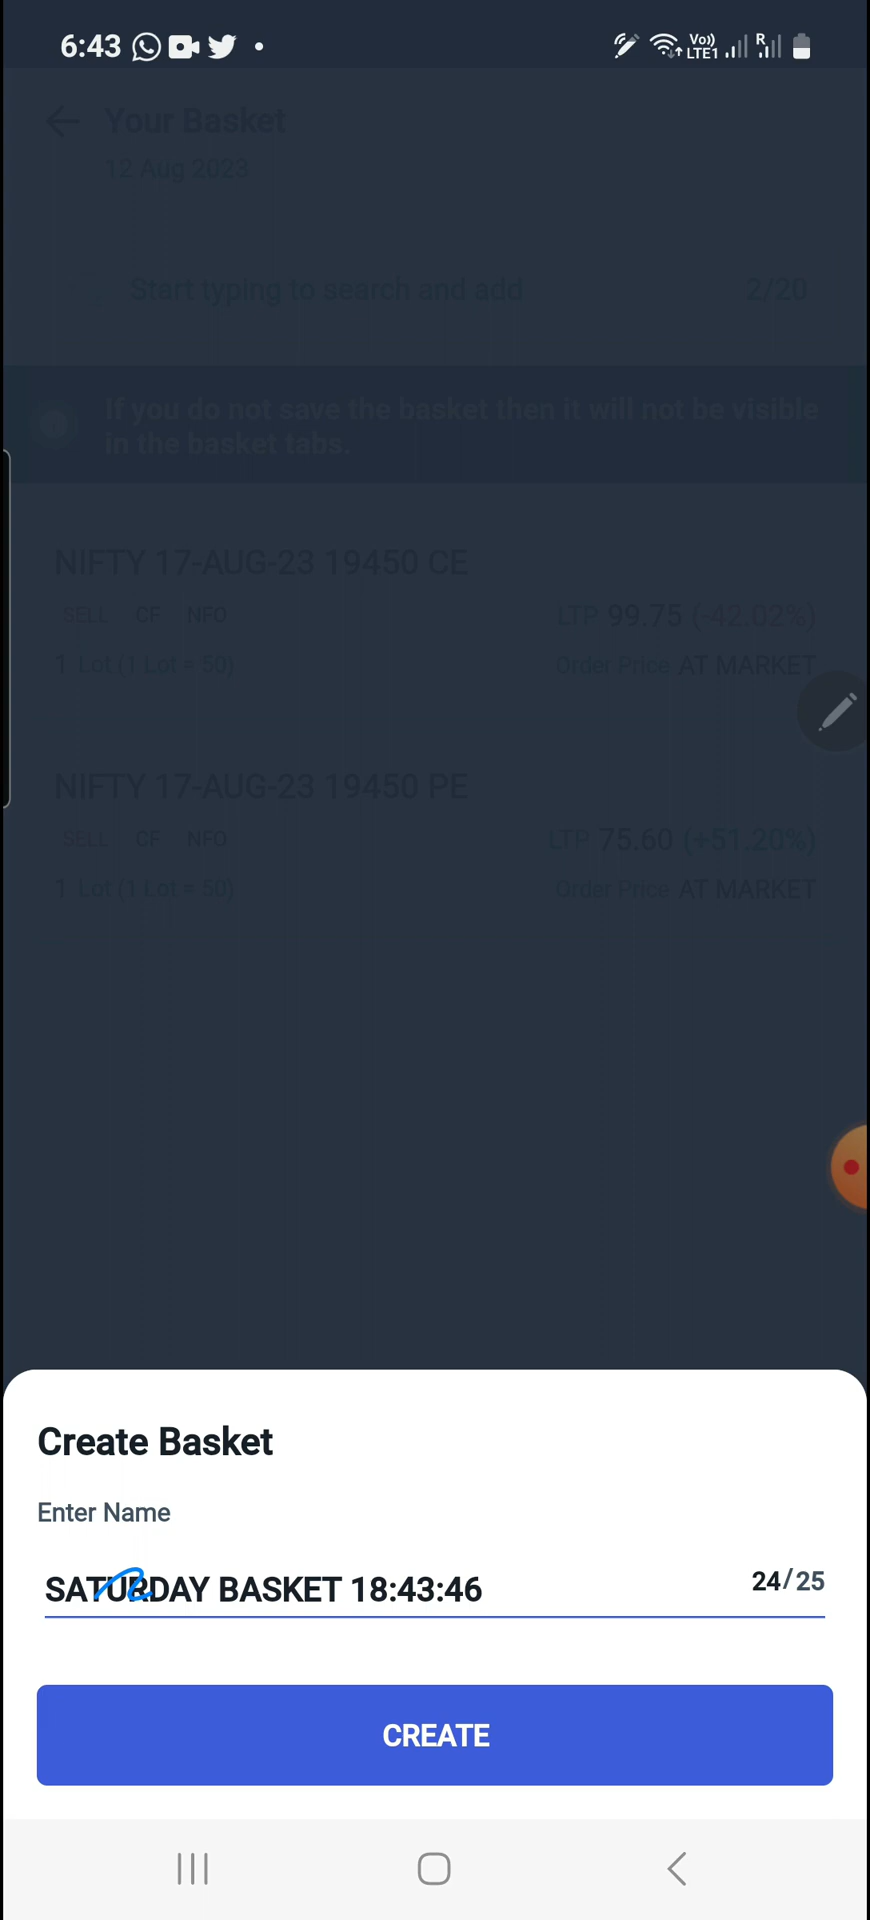 6:43 Vo)) LTE1 R
Your Basket
12 Aug 2023
Start typing to search and add 2/20
If you do not save the basket then it will not be visible
in the basket tabs.
NIFTY 17-AUG-23 19450 CE
SELL CF NFO LTP 99.75 (-42.02%)
1 Lot (1 Lot = 50) Order Price AT MARKET
NIFTY 17-AUG-23 19450 PE
SELL CF NFO LTP 75.60 (+51.20%)
1 Lot (1 Lot = 50) Order Price AT MARKET
Create Basket
Enter Name
SATURDAY BASKET 18:43:46 24/25
CREATE